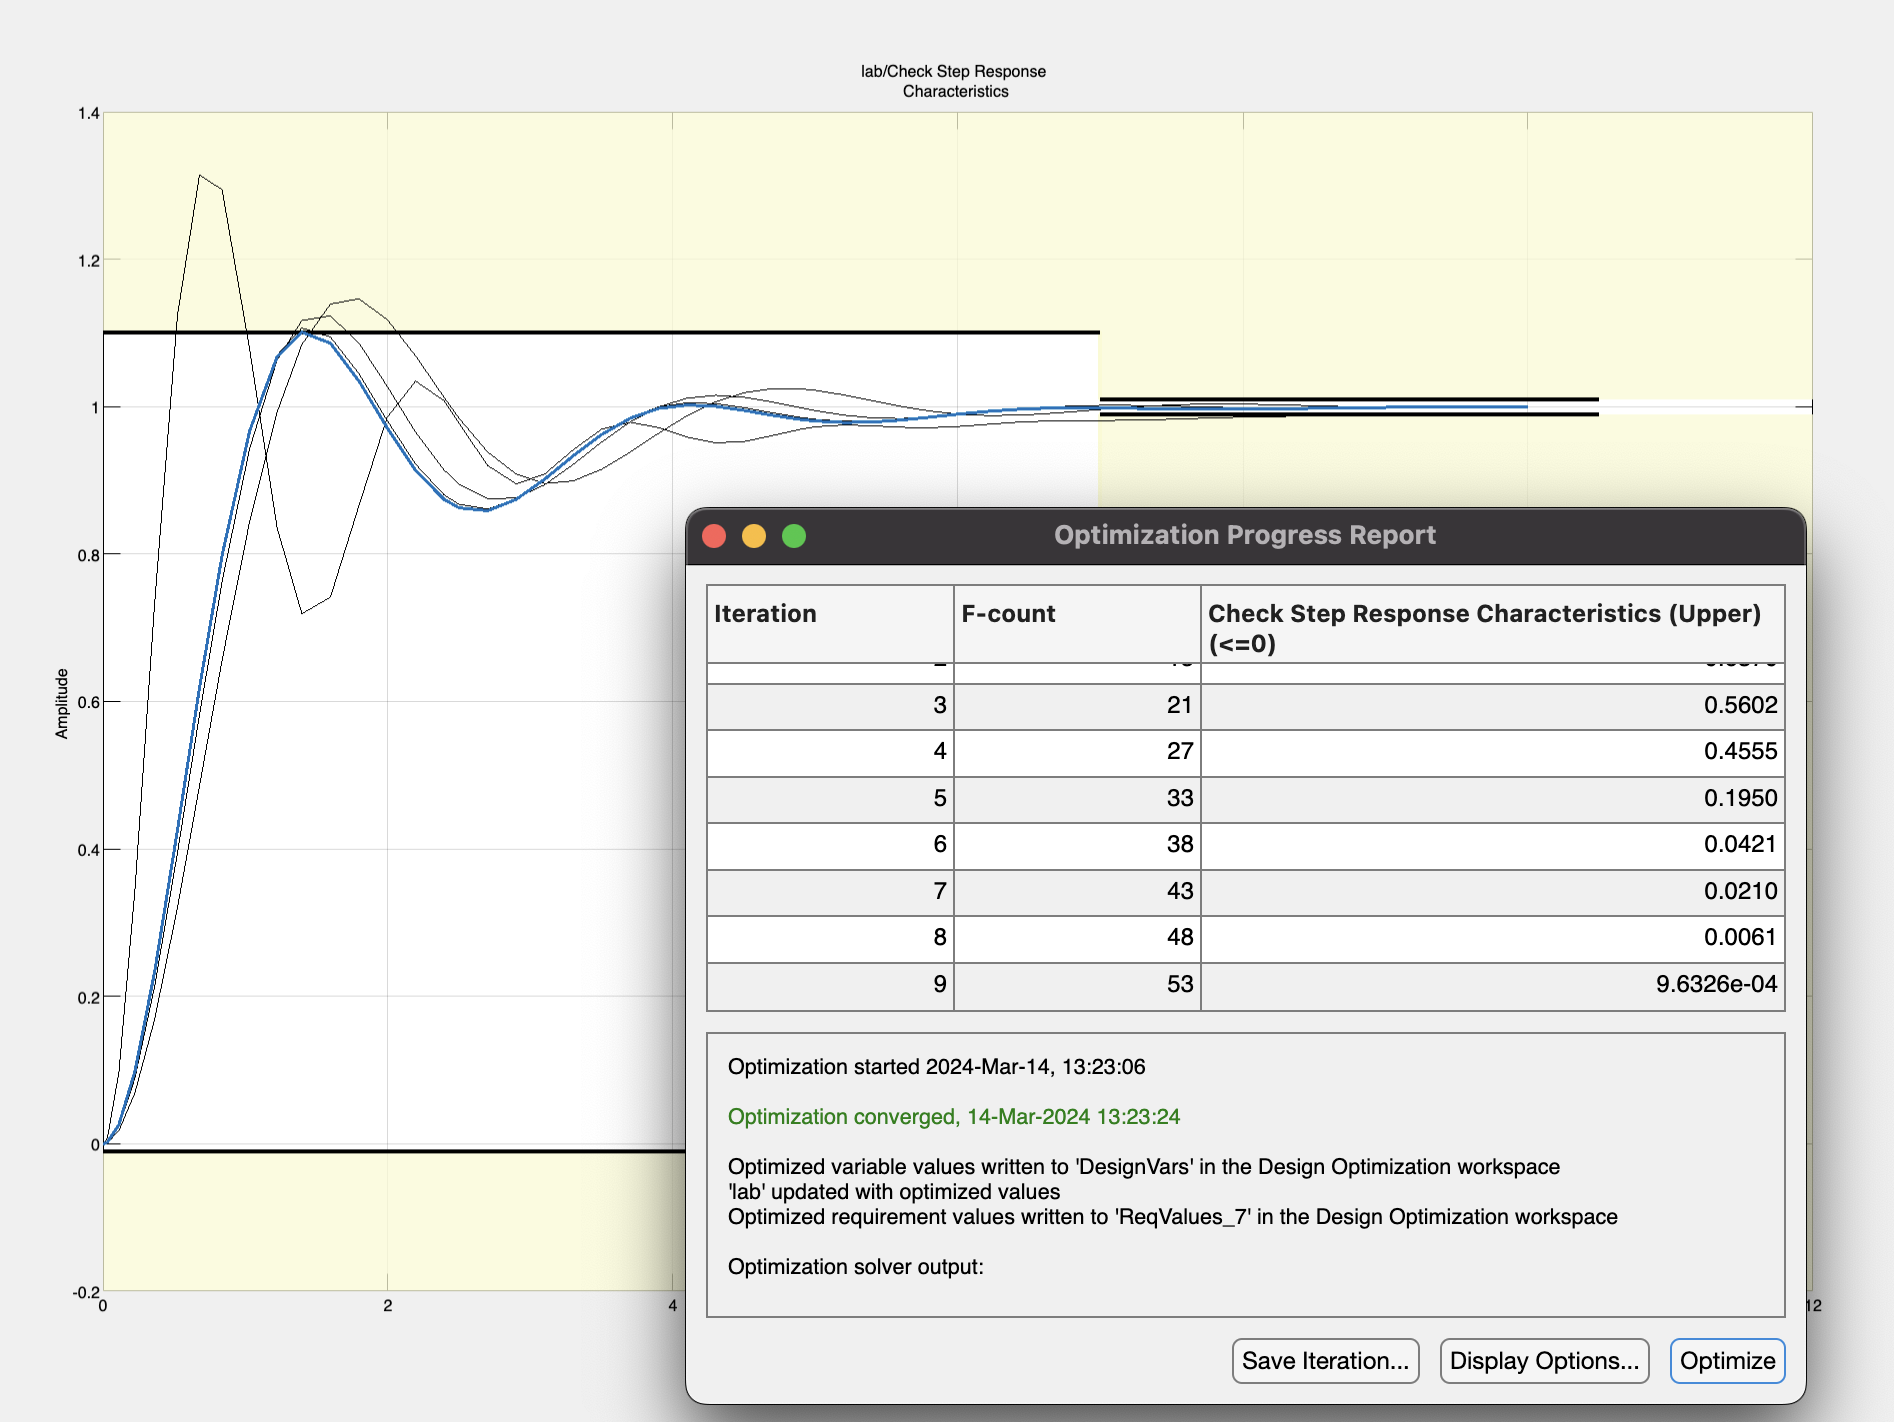 lab/Check Step Response
Characteristics
1.4
1.2
1
0.8
0.6
0.4
0.2
0
-0.2
Amplitude
0
2
4
12
Optimization Progress Report
Iteration F-count Check Step Response Characteristics (Upper)
(<=0)
3 21 0.5602
4 27 0.4555
5 33 0.1950
6 38 0.0421
7 43 0.0210
8 48 0.0061
9 53 9.6326e-04
Optimization started 2024-Mar-14, 13:23:06
Optimization converged, 14-Mar-2024 13:23:24
Optimized variable values written to 'DesignVars' in the Design Optimization workspace
'lab' updated with optimized values
Optimized requirement values written to 'ReqValues_7' in the Design Optimization workspace
Optimization solver output:
Save Iteration... Display Options... Optimize